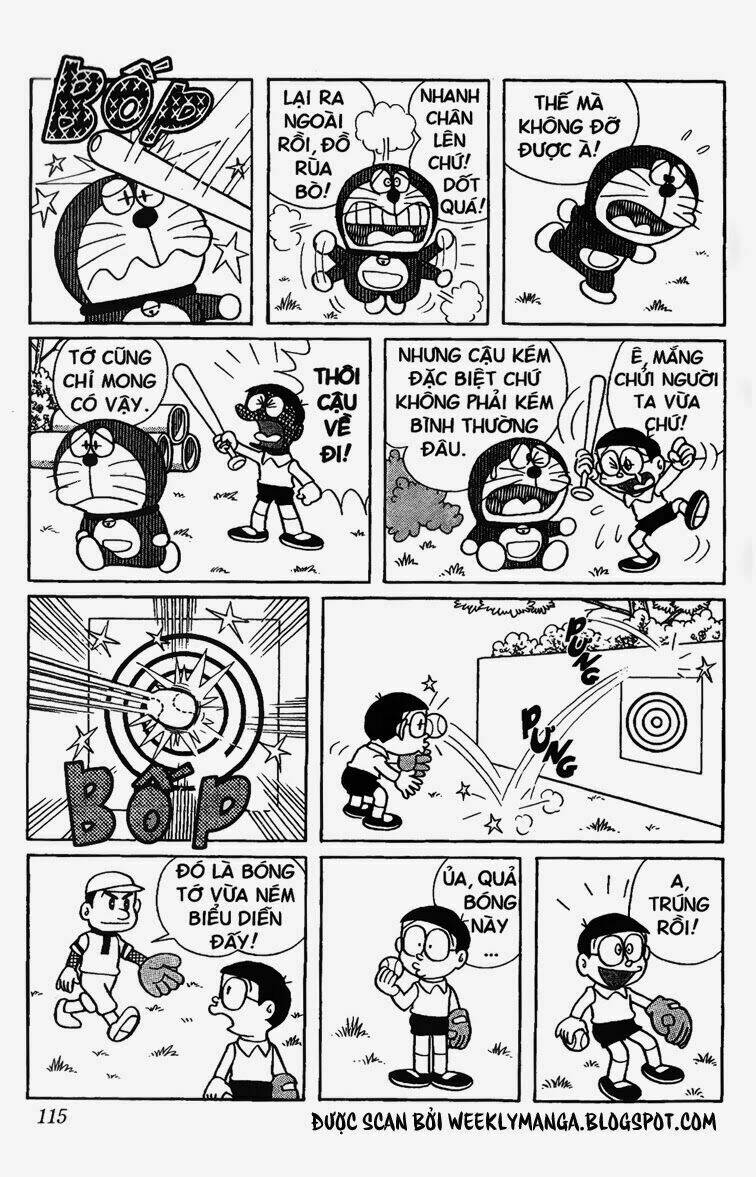 THẾ MÀ
KHÔNG ĐỠ
ĐƯỢC À!
NHANH
CHÂN
LÊN
CHỨ!
DỐT
QUÁ!
LẠI RA
NGOÀI
RỒI, ĐỒ
RÙA
BÒ!
BỐP
Ê, MẮNG
CHỬI NGƯỜI
TA VỪA
CHỨ!
NHƯNG CẬU KÉM
ĐẶC BIỆT CHỨ
KHÔNG PHẢI KÉM
BÌNH THƯỜNG
ĐÂU.
THÔI
CẬU
VỀ
ĐI!
TỚ CŨNG
CHỈ MONG
CÓ VẬY.
PƯNG
PƯNG
BỐP
A,
TRÚNG
RỒI!
ỦA, QUẢ
BÓNG
NÀY
...
ĐÓ LÀ BÓNG
TỚ VỪA NÉM
BIỂU DIỄN
ĐẤY!
115
ĐƯỢC SCAN BỞI WEEKLYMANGA.BLOGSPOT.COM